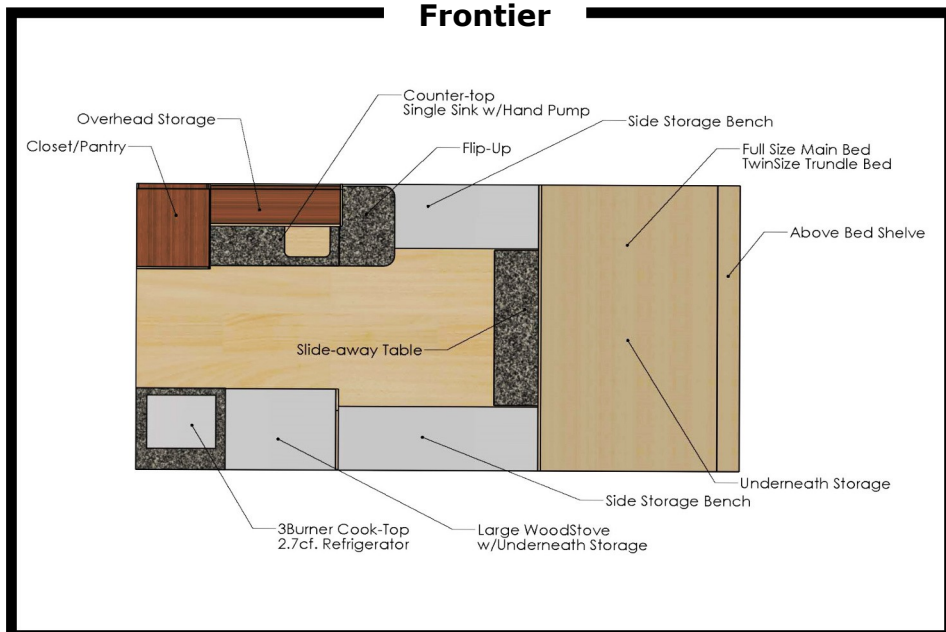 Frontier
Counter-top
Single Sink w/Hand Pump
Overhead Storage
Side Storage Bench
Closet/Pantry
Flip-Up
Full Size Main Bed
TwinSize Trundle Bed
Above Bed Shelve
Slide-away Table
Underneath Storage
Side Storage Bench
3Burner Cook-Top
2.7cf. Refrigerator
Large WoodStove
w/Underneath Storage